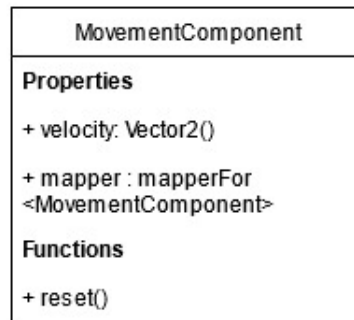 MovementComponent
Properties
+ velocity: Vector2()
+ mapper : mapperFor
<MovementComponent>
Functions
+ reset()